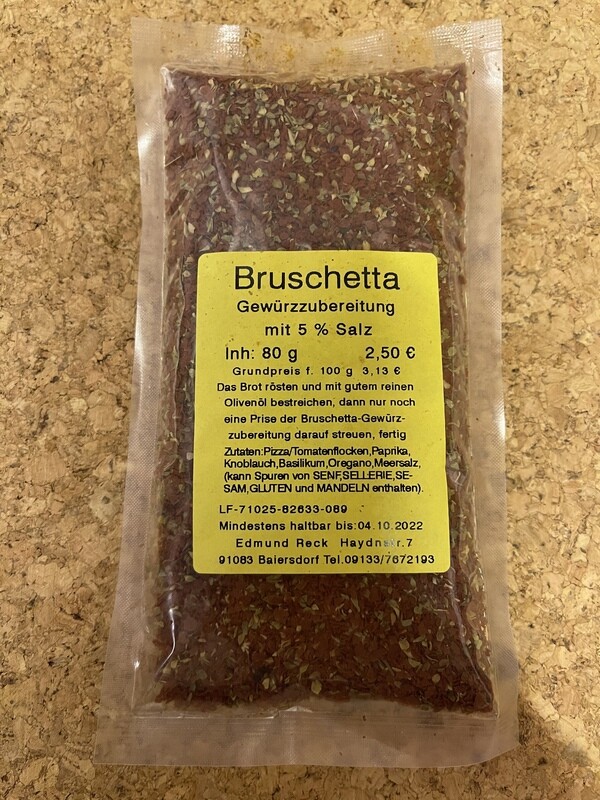 Bruschetta
Gewürzzubereitung
mit 5 % Salz
Inh: 80 g 2,50 €
Grundpreis f. 100 g 3,13 €
Das Brot rösten und mit gutem reinen
Olivenöl bestreichen, dann nur noch
eine Prise der Bruschetta-Gewürz-
zubereitung darauf streuen, fertig
Zutaten:Pizza/Tomatenflocken,Paprika,
Knoblauch,Basilikum,Oregano,Meersalz,
(kann Spuren von SENF,SELLERIE,SE-
SAM,GLUTEN und MANDELN enthalten).
LF-71025-82633-089
Mindestens haltbar bis:04.10.2022
Edmund Reck Haydnstr.7
91083 Baiersdorf Tel.09133/7672193